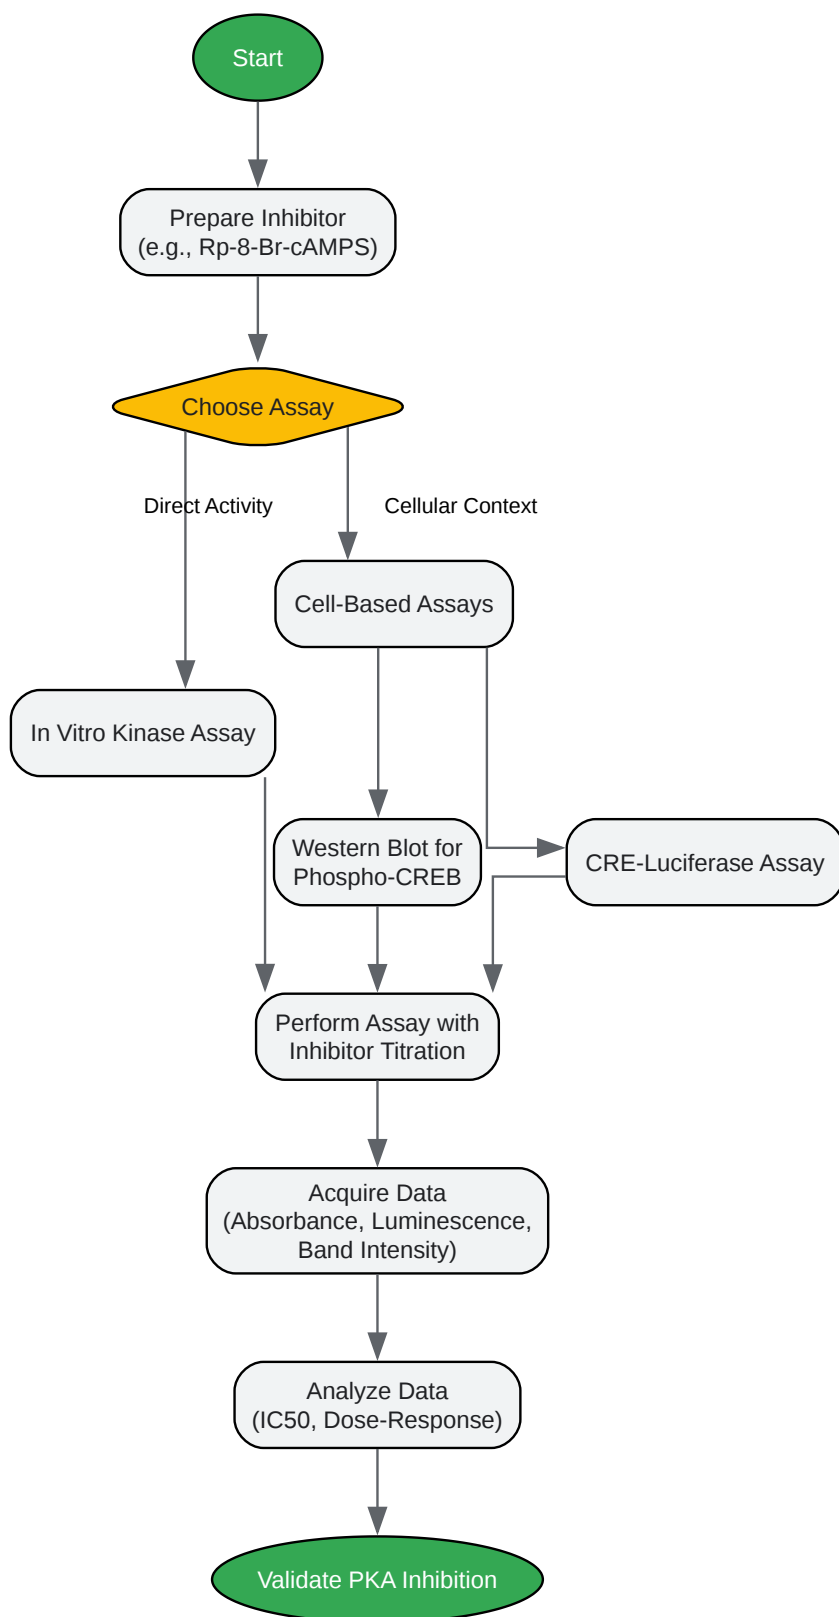 Start
Prepare Inhibitor
(e.g., Rp-8-Br-cAMPS)
Choose Assay
Direct Activity
Cellular Context
Cell-Based Assays
In Vitro Kinase Assay
Western Blot for
Phospho-CREB
CRE-Luciferase Assay
Perform Assay with
Inhibitor Titration
Acquire Data
(Absorbance, Luminescence,
Band Intensity)
Analyze Data
(IC50, Dose-Response)
Validate PKA Inhibition